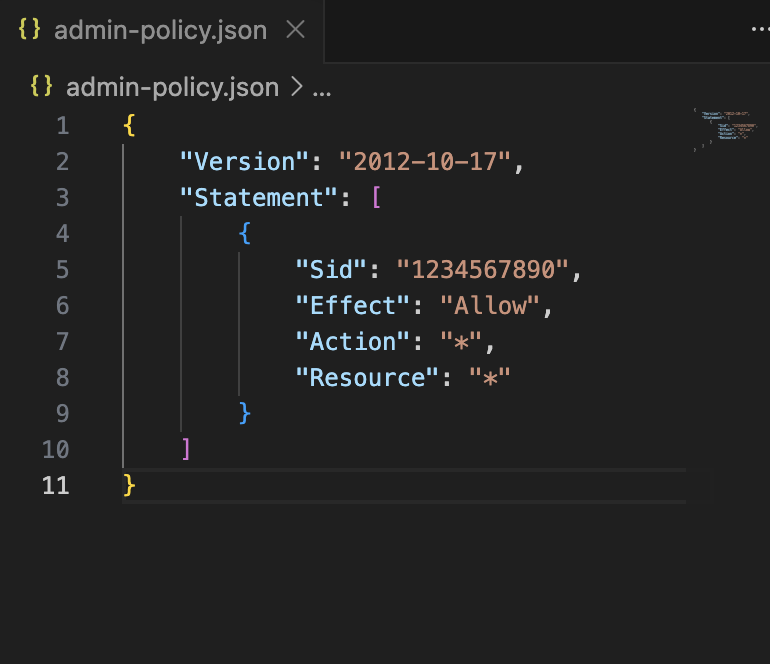 {} admin-policy.json ×
...
{} admin-policy.json > ...
1 {
2 "Version": "2012-10-17",
3 "Statement": [
4 {
5 "Sid": "1234567890",
6 "Effect": "Allow",
7 "Action": "*",
8 "Resource": "*"
9 }
10 ]
11 }